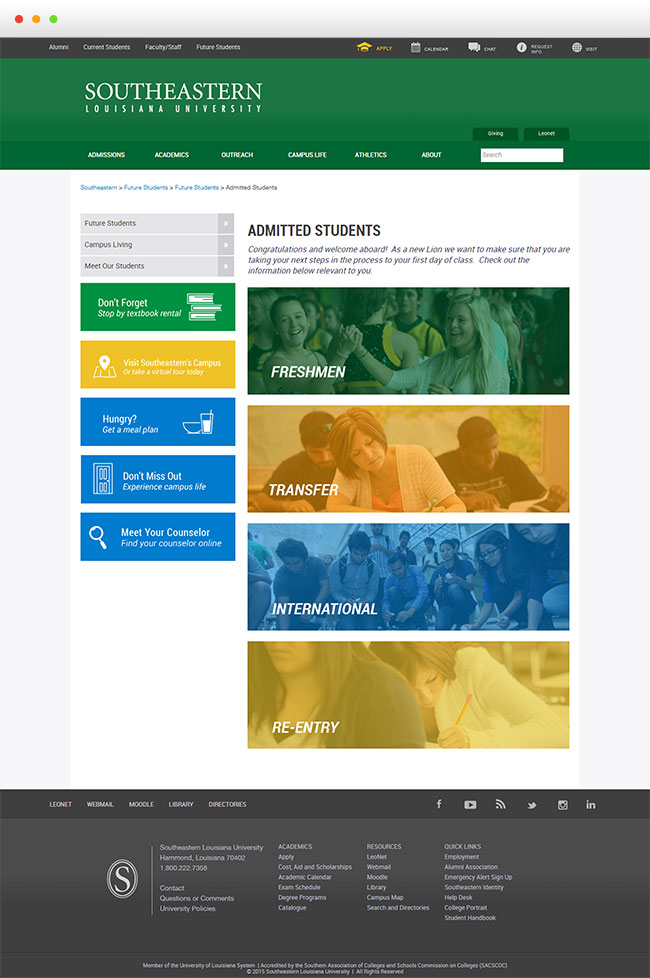 Alumni Current Students Faculty/Staff Future Students APPLY CALENDAR CHAT REQUEST INFO VISIT
SOUTHEASTERN
LOUISIANA UNIVERSITY
Giving Leonet
ADMISSIONS ACADEMICS OUTREACH CAMPUS LIFE ATHLETICS ABOUT Search
Southeastern > Future Students > Future Students > Admitted Students
Future Students »
Campus Living »
Meet Our Students »
Don't Forget
Stop by textbook rental
Visit Southeastern's Campus
Or take a virtual tour today
Hungry?
Get a meal plan
Don't Miss Out
Experience campus life
Meet Your Counselor
Find your counselor online
ADMITTED STUDENTS
Congratulations and welcome aboard! As a new Lion we want to make sure that you are
taking your next steps in the process to your first day of class. Check out the
information below relevant to you.
FRESHMEN
TRANSFER
INTERNATIONAL
RE-ENTRY
LEONET WEBMAIL MOODLE LIBRARY DIRECTORIES
S
Southeastern Louisiana University
Hammond, Louisiana 70402
1.800.222.7358
Contact
Questions or Comments
University Policies
ACADEMICS
Apply
Cost, Aid and Scholarships
Academic Calendar
Exam Schedule
Degree Programs
Catalogue
RESOURCES
LeoNet
Webmail
Moodle
Library
Campus Map
Search and Directories
QUICK LINKS
Employment
Alumni Association
Emergency Alert Sign Up
Southeastern Identity
Help Desk
College Portrait
Student Handbook
Member of the University of Louisiana System | Accredited by the Southern Association of Colleges and Schools Commission on Colleges (SACSCOC)
© 2015 Southeastern Louisiana University | All Rights Reserved